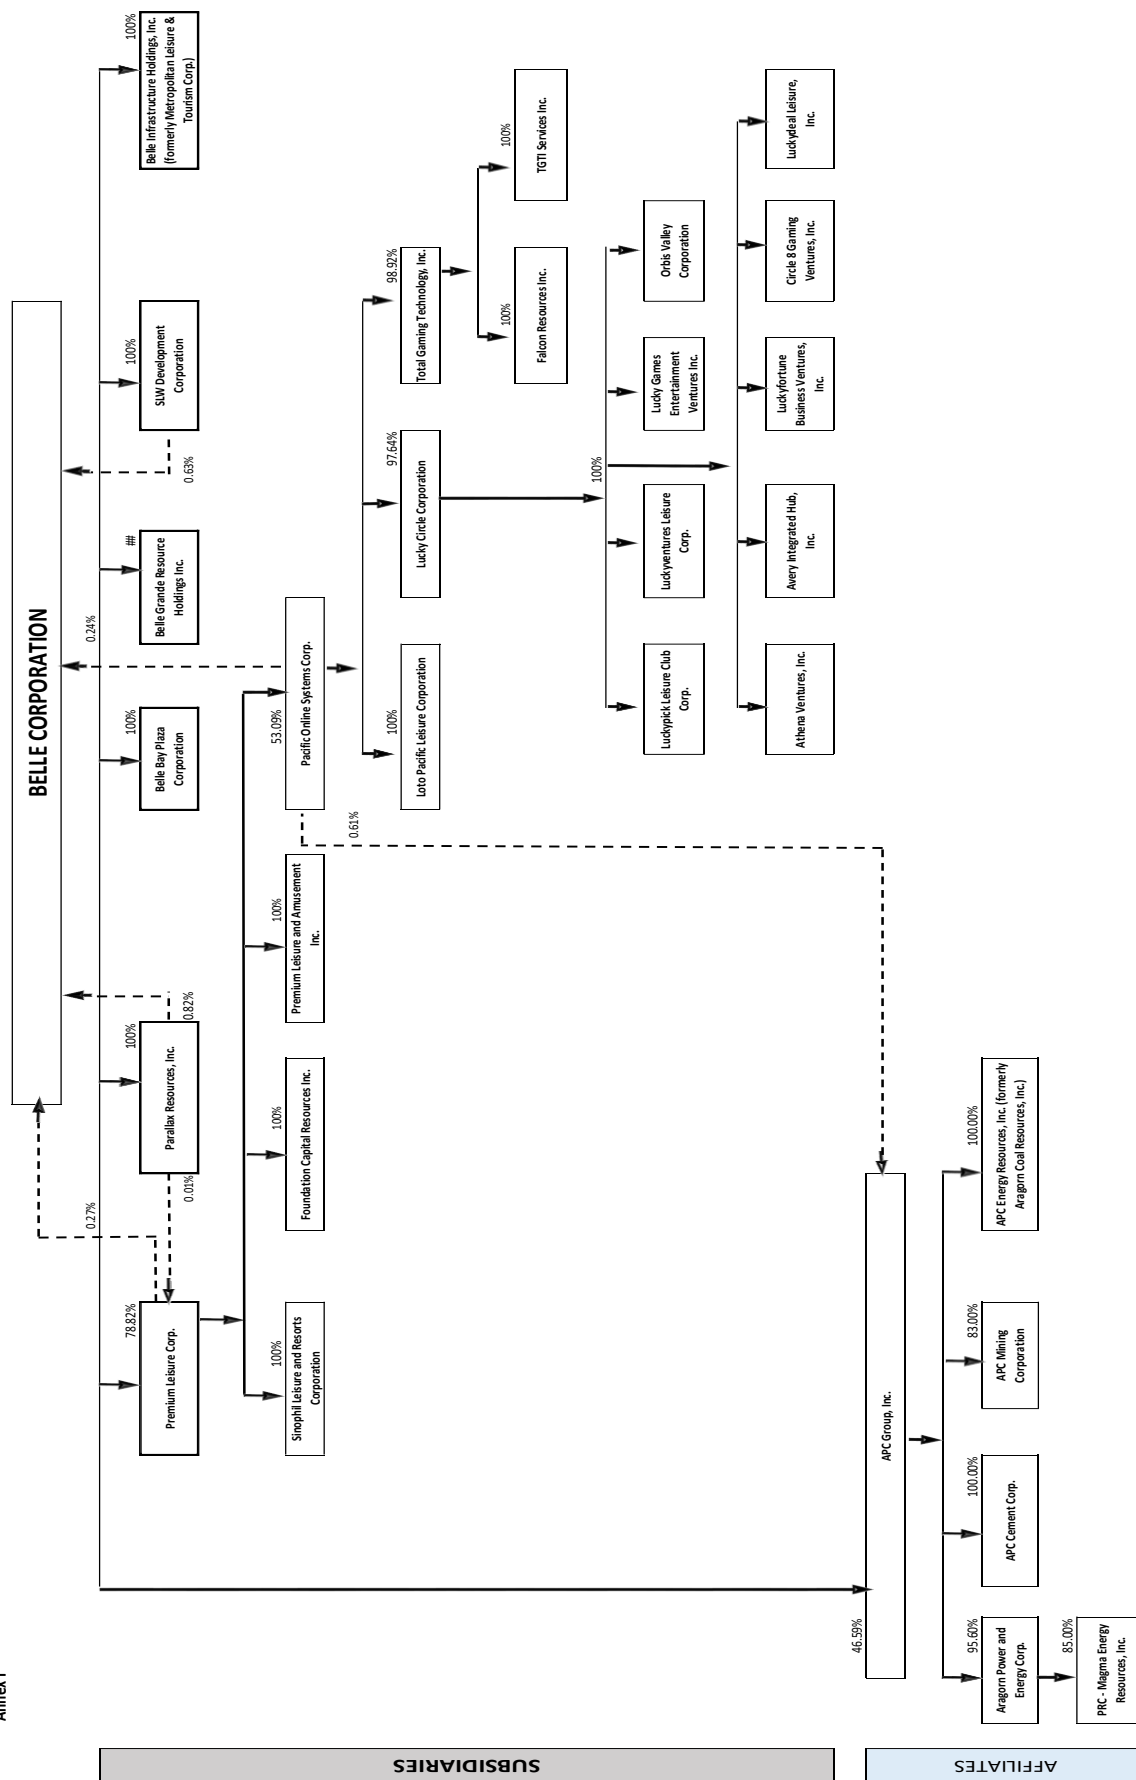 Annex I
BELLE CORPORATION
SUBSIDIARIES
AFFILIATES
0.27%
0.24%
78.82%
Premium Leisure Corp.
0.01%
100%
Parallax Resources, Inc.
0.82%
100%
Belle Bay Plaza
Corporation
##
Belle Grande Resource
Holdings Inc.
100%
SLW Development
Corporation
0.63%
100%
Belle Infrastructure Holdings, Inc.
(formerly Metropolitan Leisure &
Tourism Corp.)
100%
Sinophil Leisure and Resorts
Corporation
100%
Foundation Capital Resources Inc.
100%
Premium Leisure and Amusement
Inc.
53.09%
Pacific Online Systems Corp.
0.61%
100%
Loto Pacific Leisure Corporation
97.64%
Lucky Circle Corporation
98.92%
Total Gaming Technology, Inc.
100%
Falcon Resources Inc.
100%
TGTI Services Inc.
100%
Luckypick Leisure Club
Corp.
Luckyventures Leisure
Corp.
Lucky Games
Entertainment
Ventures Inc.
Orbis Valley
Corporation
Athena Ventures, Inc.
Avery Integrated Hub,
Inc.
Luckyfortune
Business Ventures,
Inc.
Circle 8 Gaming
Ventures, Inc.
Luckydeal Leisure,
Inc.
46.59%
APC Group, Inc.
95.60%
Aragorn Power and
Energy Corp.
100.00%
APC Cement Corp.
83.00%
APC Mining
Corporation
100.00%
APC Energy Resources, Inc. (formerly
Aragorn Coal Resources, Inc.)
85.00%
PRC - Magma Energy
Resources, Inc.